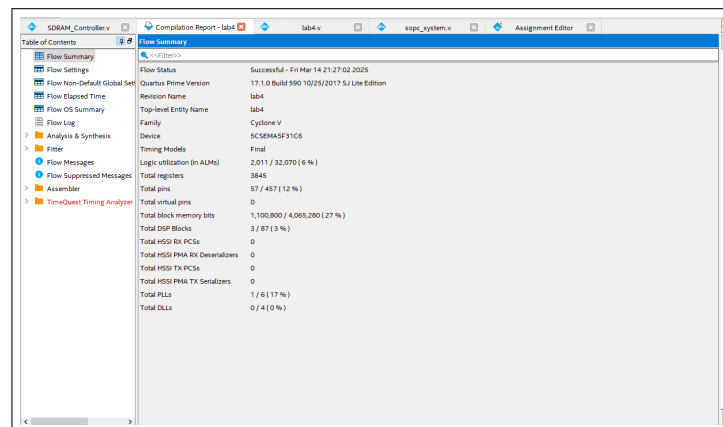 SDRAM_Controller.v
Compilation Report - lab4
lab4.v
sopc_system.v
Assignment Editor
Table of Contents
Flow Summary
Flow Settings
Flow Non-Default Global Sett
Flow Elapsed Time
Flow OS Summary
Flow Log
Analysis & Synthesis
Fitter
Flow Messages
Flow Suppressed Messages
Assembler
TimeQuest Timing Analyzer
Flow Summary
<<Filter>>
Flow Status Successful - Fri Mar 14 21:27:02 2025
Quartus Prime Version 17.1.0 Build 590 10/25/2017 SJ Lite Edition
Revision Name lab4
Top-level Entity Name lab4
Family Cyclone V
Device 5CSEMA5F31C6
Timing Models Final
Logic utilization (in ALMs) 2,011 / 32,070 ( 6 % )
Total registers 3845
Total pins 57 / 457 ( 12 % )
Total virtual pins 0
Total block memory bits 1,100,800 / 4,065,280 ( 27 % )
Total DSP Blocks 3 / 87 ( 3 % )
Total HSSI RX PCSs 0
Total HSSI PMA RX Deserializers 0
Total HSSI TX PCSs 0
Total HSSI PMA TX Serializers 0
Total PLLs 1 / 6 ( 17 % )
Total DLLs 0 / 4 ( 0 % )